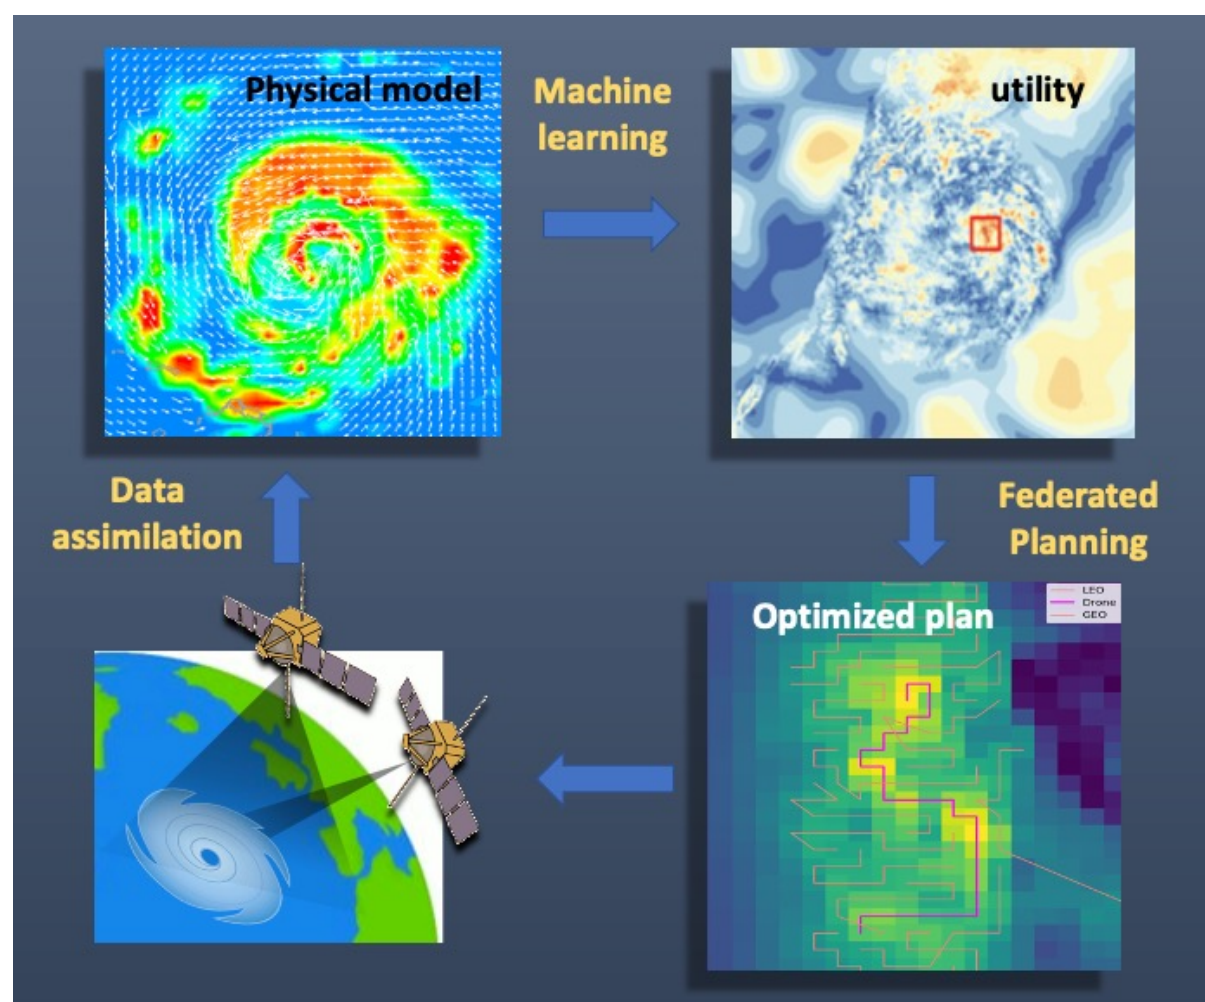 Physical model
Machine
learning
utility
Data
assimilation
Federated
Planning
Optimized plan
LEO
Drone
GEO